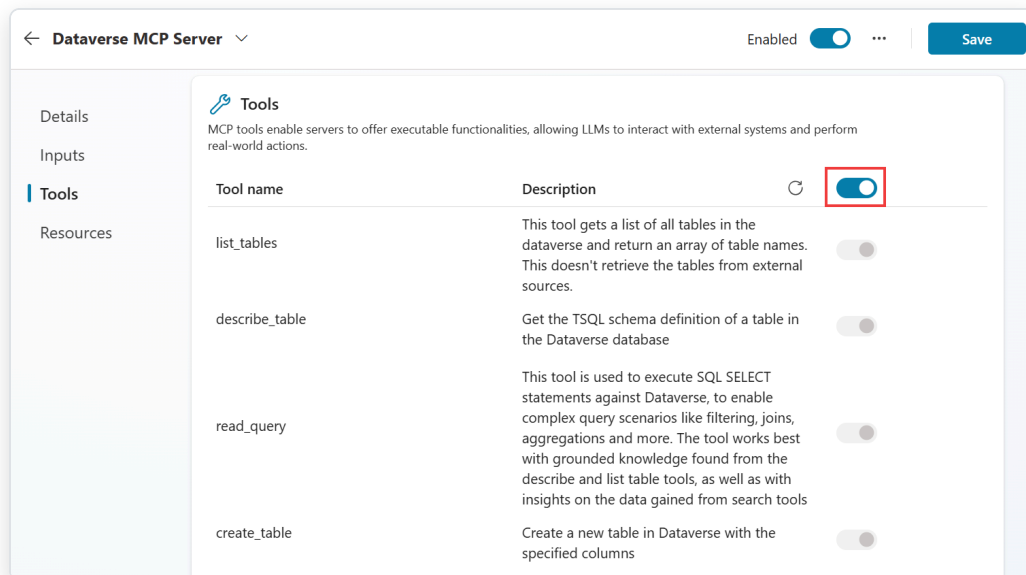 Dataverse MCP Server
Enabled
Save
Details
Inputs
Tools
Resources
Tools
MCP tools enable servers to offer executable functionalities, allowing LLMs to interact with external systems and perform
real-world actions.
Tool name
Description
list_tables
This tool gets a list of all tables in the
dataverse and return an array of table names.
This doesn't retrieve the tables from external
sources.
describe_table
Get the TSQL schema definition of a table in
the Dataverse database
read_query
This tool is used to execute SQL SELECT
statements against Dataverse, to enable
complex query scenarios like filtering, joins,
aggregations and more. The tool works best
with grounded knowledge found from the
describe and list table tools, as well as with
insights on the data gained from search tools
create_table
Create a new table in Dataverse with the
specified columns